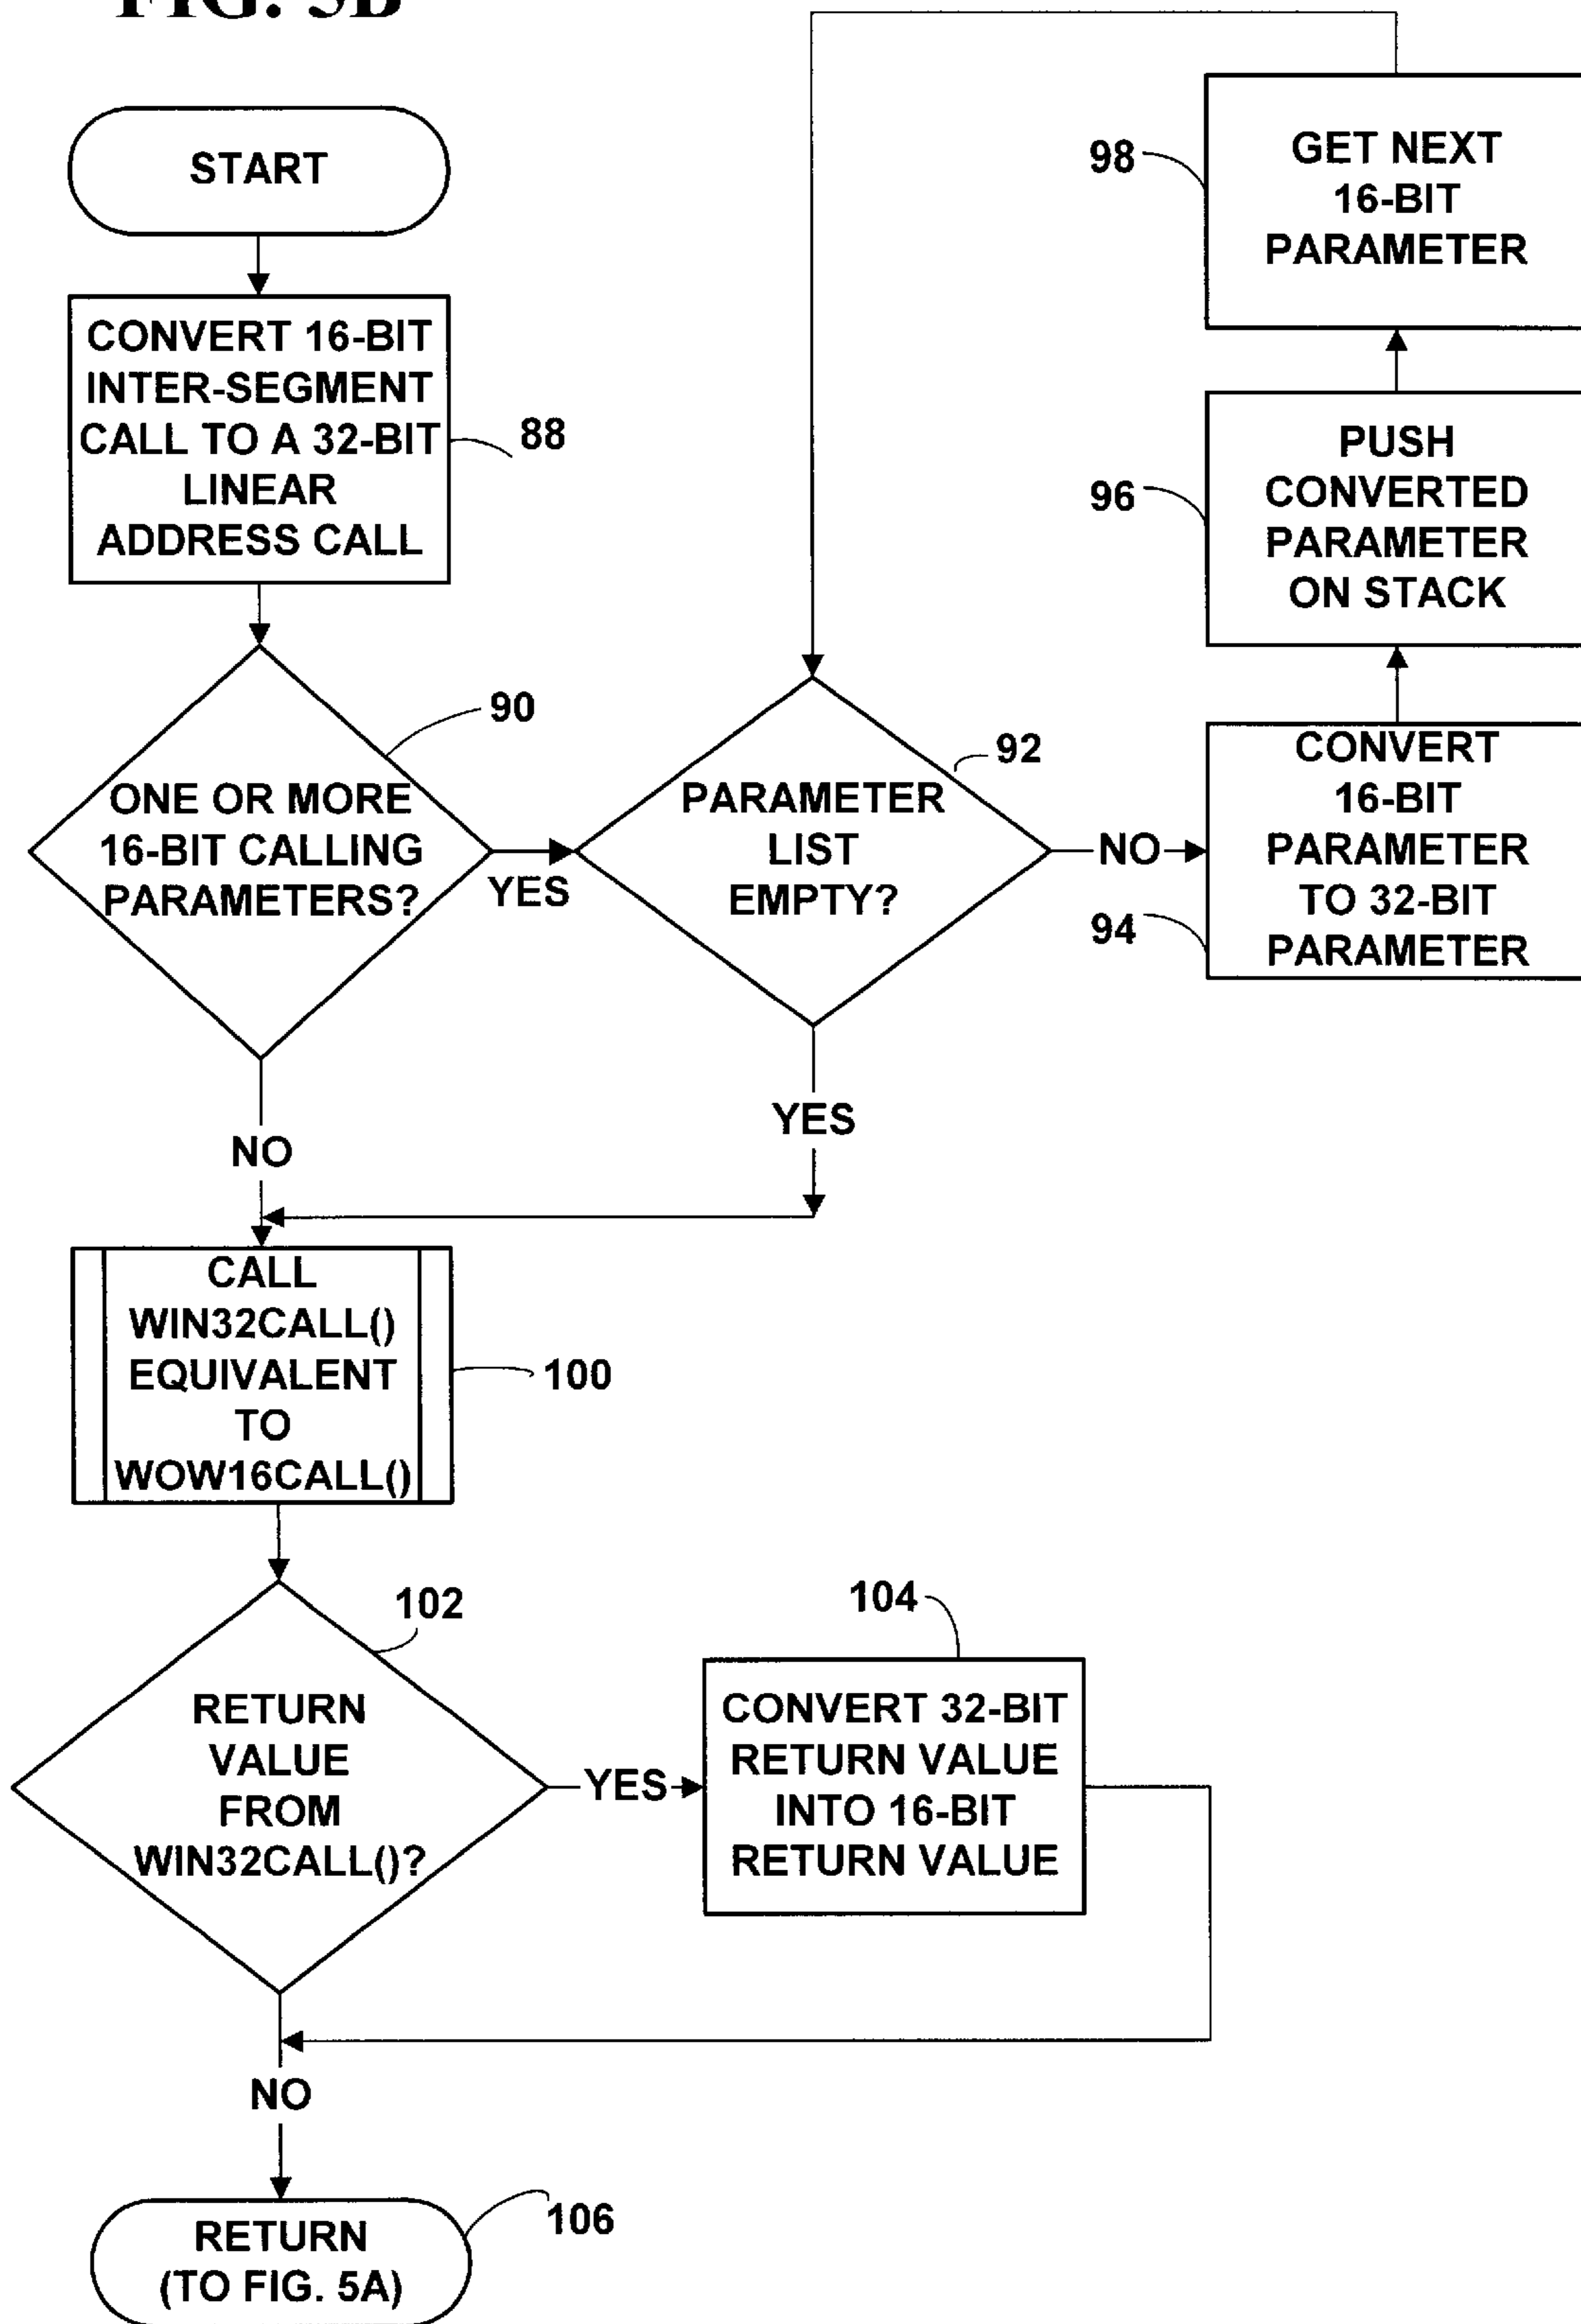 FIG. 5B
START
CONVERT 16-BIT
INTER-SEGMENT
CALL TO A 32-BIT
LINEAR
ADDRESS CALL
88
ONE OR MORE
16-BIT CALLING
PARAMETERS?
90
YES
NO
PARAMETER
LIST
EMPTY?
92
NO
YES
CONVERT
16-BIT
PARAMETER
TO 32-BIT
PARAMETER
94
PUSH
CONVERTED
PARAMETER
ON STACK
96
GET NEXT
16-BIT
PARAMETER
98
CALL
WIN32CALL()
EQUIVALENT
TO
WOW16CALL()
100
RETURN
VALUE
FROM
WIN32CALL()?
102
YES
CONVERT 32-BIT
RETURN VALUE
INTO 16-BIT
RETURN VALUE
104
NO
RETURN
(TO FIG. 5A)
106